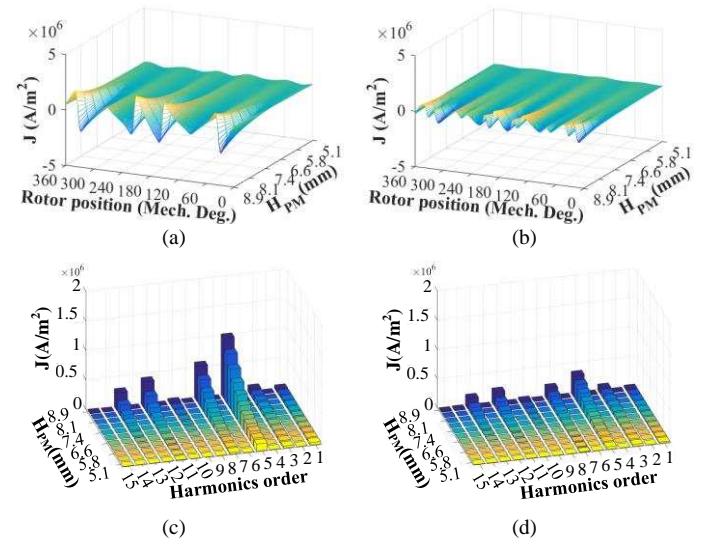 ×10⁶
5
0
-5
J (A/m²)
360 300 240 180 120 60 0
Rotor position (Mech. Deg.)
8.9 8.1 7.4 6.6 5.8 5.1
H_PM (mm)
(a)
×10⁶
5
0
-5
J (A/m²)
360 300 240 180 120 60 0
Rotor position (Mech. Deg.)
8.9 8.1 7.4 6.6 5.8 5.1
H_PM (mm)
(b)
×10⁶
2
1.5
1
0.5
0
J(A/m²)
8.9
8.1
7.4
6.6
5.8
5.1
H_PM(mm)
15 14 13 12 11 10 9 8 7 6 5 4 3 2 1
Harmonics order
(c)
×10⁶
2
1.5
1
0.5
0
J(A/m²)
8.9
8.1
7.4
6.6
5.8
5.1
H_PM(mm)
15 14 13 12 11 10 9 8 7 6 5 4 3 2 1
Harmonics order
(d)